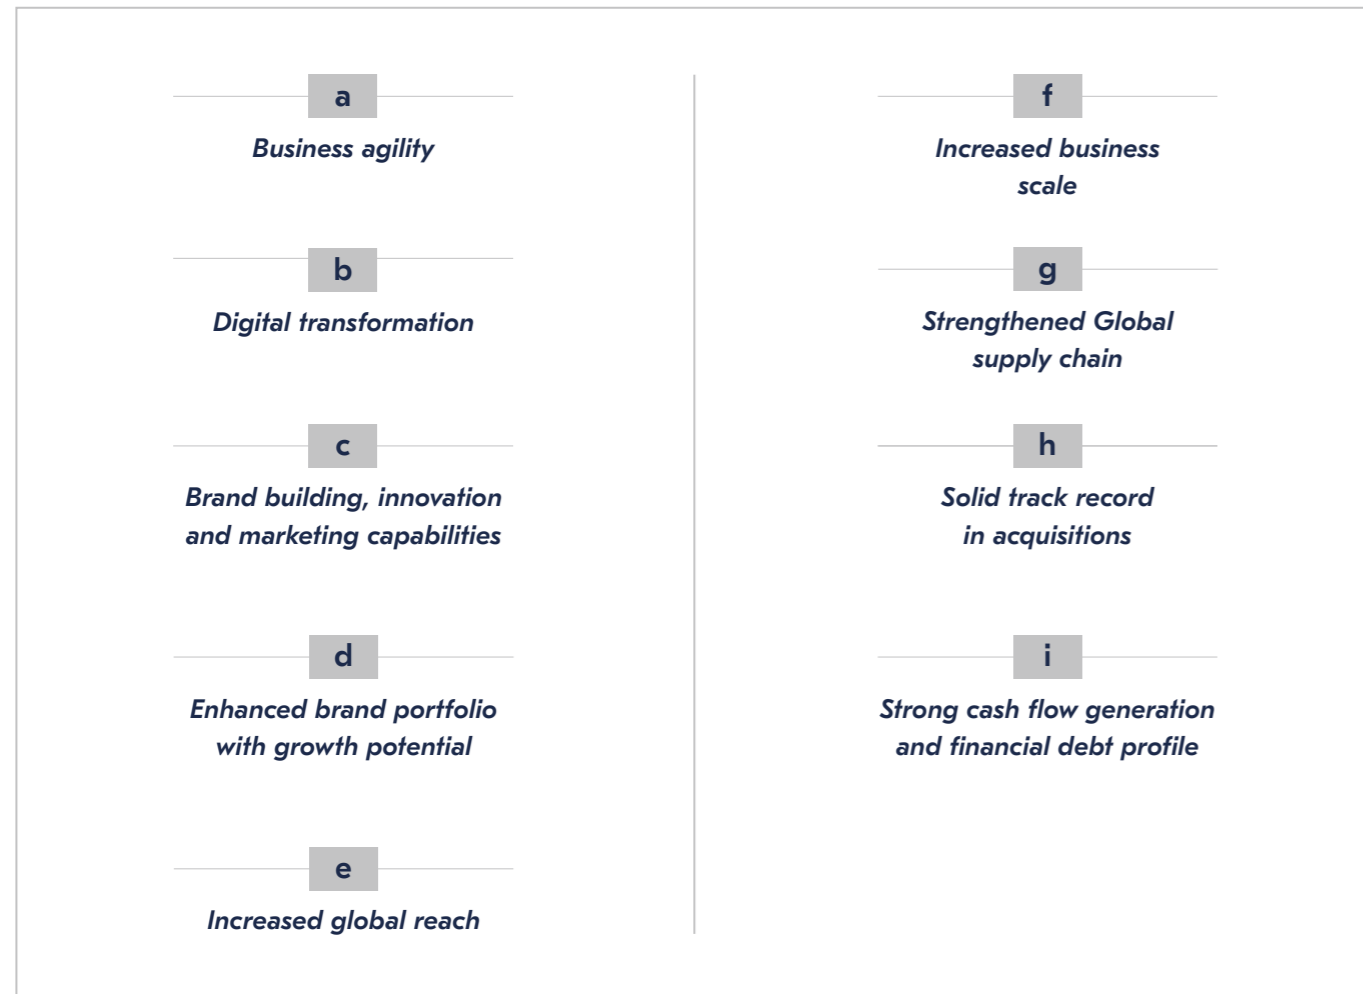 a
Business agility
b
Digital transformation
c
Brand building, innovation
and marketing capabilities
d
Enhanced brand portfolio
with growth potential
e
Increased global reach
f
Increased business
scale
g
Strengthened Global
supply chain
h
Solid track record
in acquisitions
i
Strong cash flow generation
and financial debt profile